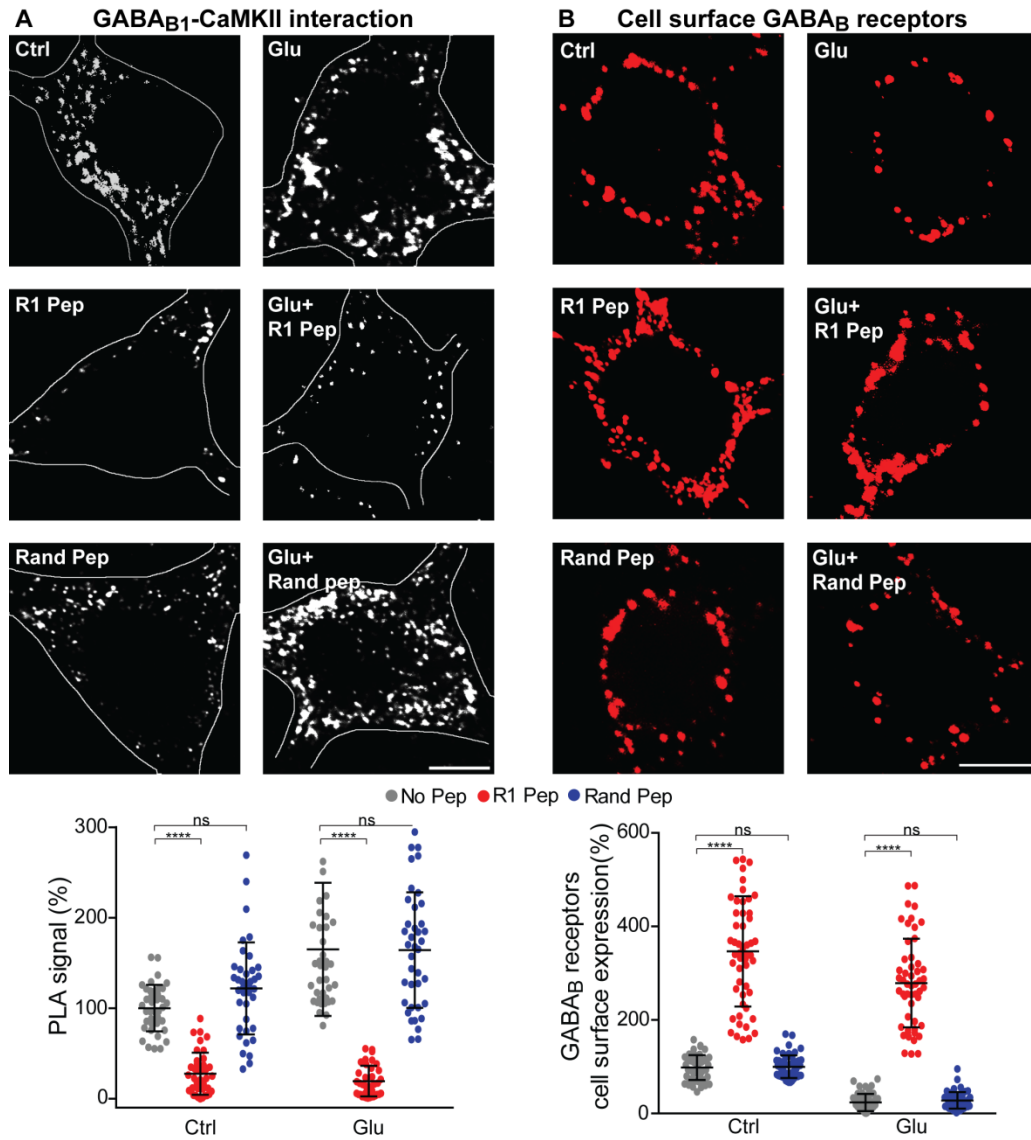 A GABAB1-CaMKII interaction
Ctrl
Glu
R1 Pep
Glu+
R1 Pep
Rand Pep
Glu+
Rand pep
B Cell surface GABAB receptors
Ctrl
Glu
R1 Pep
Glu+
R1 Pep
Rand Pep
Glu+
Rand Pep
No Pep R1 Pep Rand Pep
PLA signal (%)
300
200
100
0
ns
****
ns
****
Ctrl Glu
GABAB receptors
cell surface expression(%)
600
400
200
0
ns
****
ns
****
Ctrl Glu